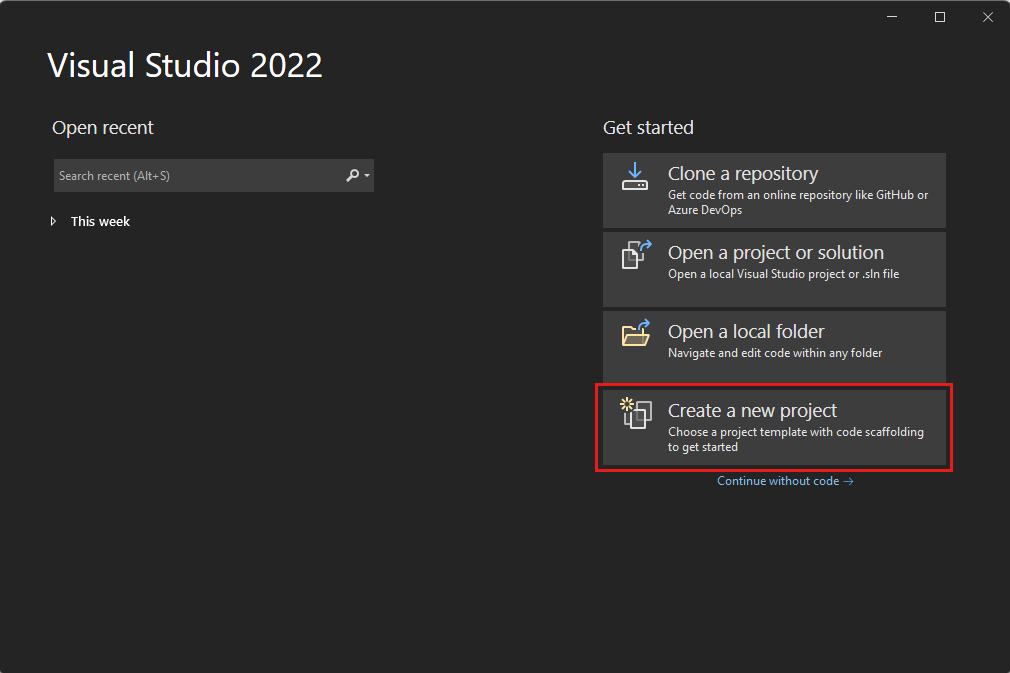 Visual Studio 2022
Open recent
Search recent (Alt+S)
This week
Get started
Clone a repository
Get code from an online repository like GitHub or
Azure DevOps
Open a project or solution
Open a local Visual Studio project or .sln file
Open a local folder
Navigate and edit code within any folder
Create a new project
Choose a project template with code scaffolding
to get started
Continue without code →